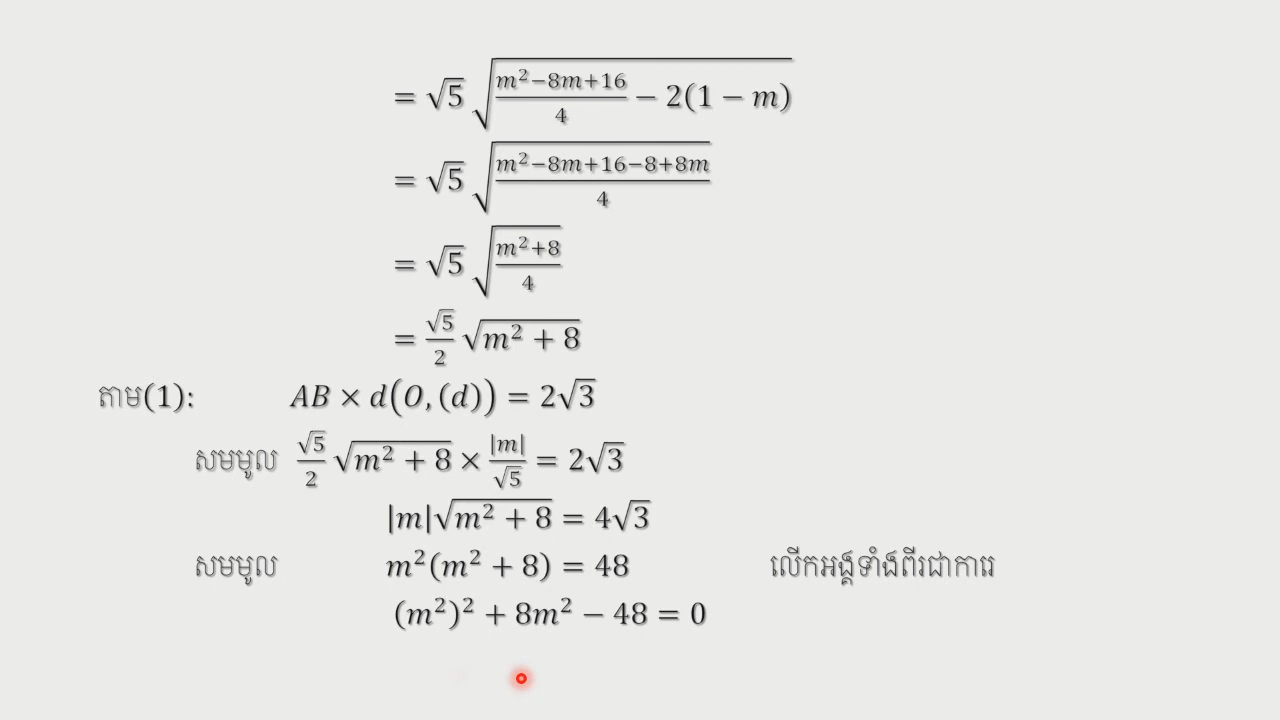 = √5 √((m²−8m+16)/4 − 2(1 − m))
= √5 √((m²−8m+16−8+8m)/4)
= √5 √((m²+8)/4)
= (√5/2) √(m² + 8)
តាម(1): AB × d(O, (d)) = 2√3
សមមូល (√5/2) √(m² + 8) × |m|/√5 = 2√3
|m|√(m² + 8) = 4√3
សមមូល m²(m² + 8) = 48 លើកអង្គទាំងពីរជាការេ
(m²)² + 8m² − 48 = 0